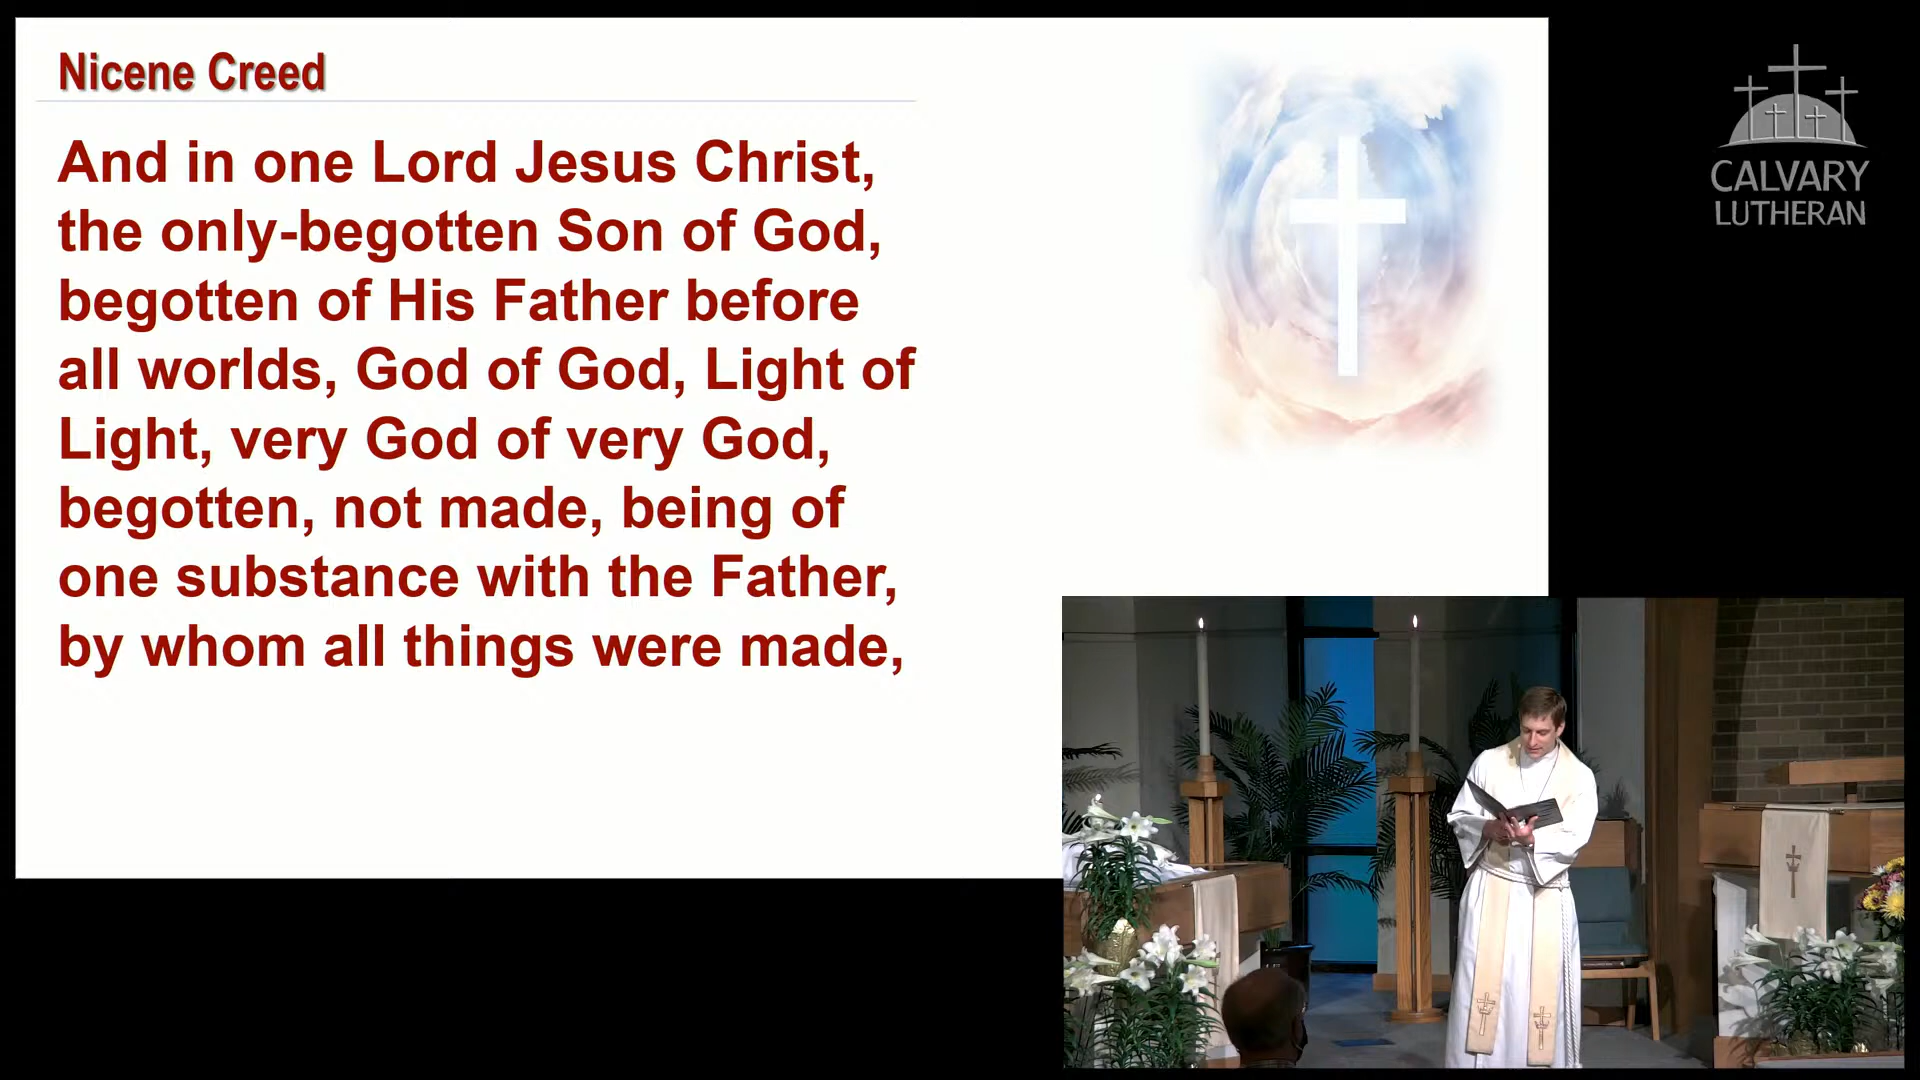 Nicene Creed
And in one Lord Jesus Christ,
the only-begotten Son of God,
begotten of His Father before
all worlds, God of God, Light of
Light, very God of very God,
begotten, not made, being of
one substance with the Father,
by whom all things were made,
CALVARY
LUTHERAN